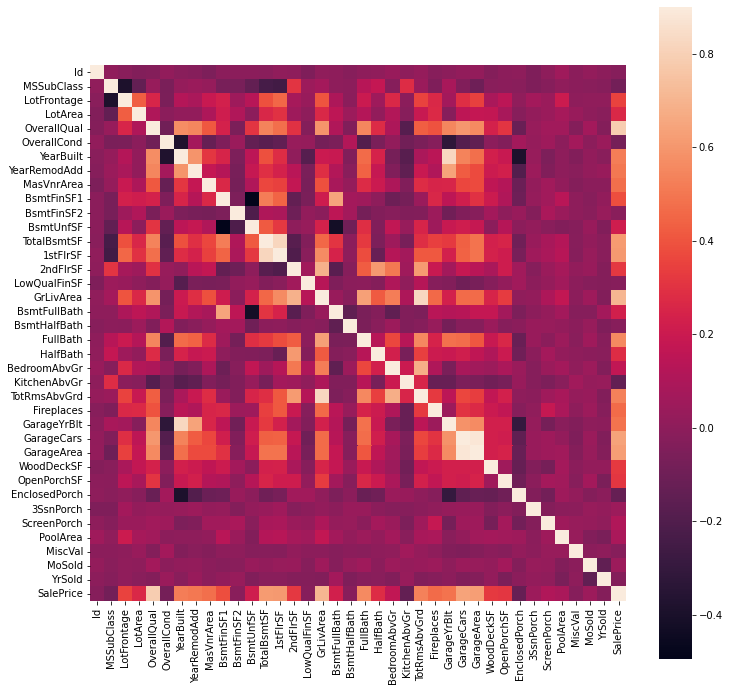 Id
MSSubClass
LotFrontage
LotArea
OverallQual
OverallCond
YearBuilt
YearRemodAdd
MasVnrArea
BsmtFinSF1
BsmtFinSF2
BsmtUnfSF
TotalBsmtSF
1stFlrSF
2ndFlrSF
LowQualFinSF
GrLivArea
BsmtFullBath
BsmtHalfBath
FullBath
HalfBath
BedroomAbvGr
KitchenAbvGr
TotRmsAbvGrd
Fireplaces
GarageYrBlt
GarageCars
GarageArea
WoodDeckSF
OpenPorchSF
EnclosedPorch
3SsnPorch
ScreenPorch
PoolArea
MiscVal
MoSold
YrSold
SalePrice
Id
MSSubClass
LotFrontage
LotArea
OverallQual
OverallCond
YearBuilt
YearRemodAdd
MasVnrArea
BsmtFinSF1
BsmtFinSF2
BsmtUnfSF
TotalBsmtSF
1stFlrSF
2ndFlrSF
LowQualFinSF
GrLivArea
BsmtFullBath
BsmtHalfBath
FullBath
HalfBath
BedroomAbvGr
KitchenAbvGr
TotRmsAbvGrd
Fireplaces
GarageYrBlt
GarageCars
GarageArea
WoodDeckSF
OpenPorchSF
EnclosedPorch
3SsnPorch
ScreenPorch
PoolArea
MiscVal
MoSold
YrSold
SalePrice
0.8
0.6
0.4
0.2
0.0
−0.2
−0.4